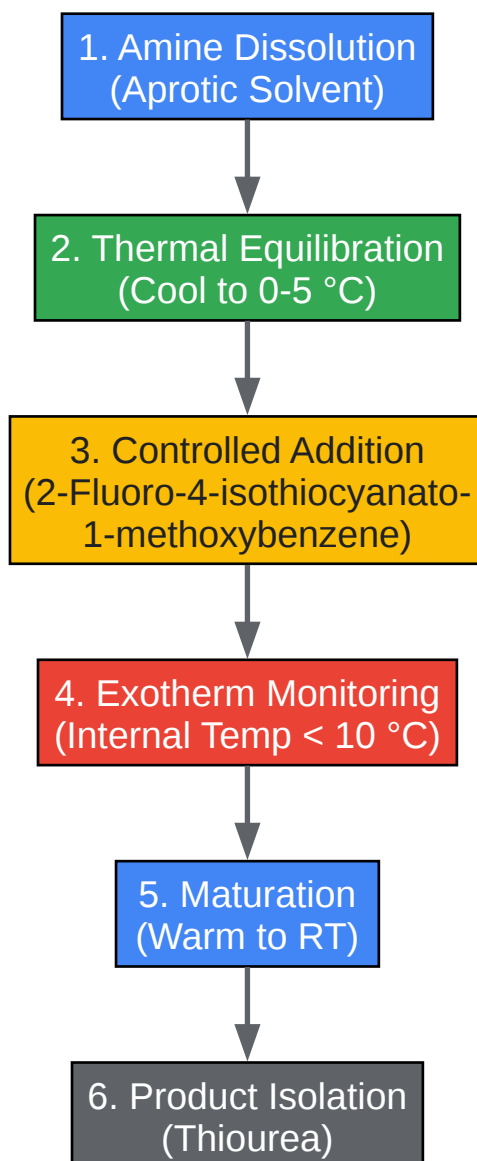 1. Amine Dissolution
(Aprotic Solvent)
2. Thermal Equilibration
(Cool to 0-5 °C)
3. Controlled Addition
(2-Fluoro-4-isothiocyanato-
1-methoxybenzene)
4. Exotherm Monitoring
(Internal Temp < 10 °C)
5. Maturation
(Warm to RT)
6. Product Isolation
(Thiourea)